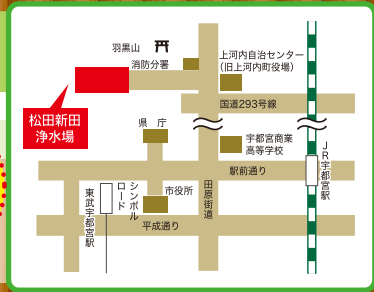 羽黒山
消防分署
上河内自治センター
(旧上河内町役場)
国道293号線
松田新田
浄水場
県 庁
宇都宮商業
高等学校
JR宇都宮駅
駅前通り
市役所
シンボル
ロード
田原街道
東武宇都宮駅
平成通り